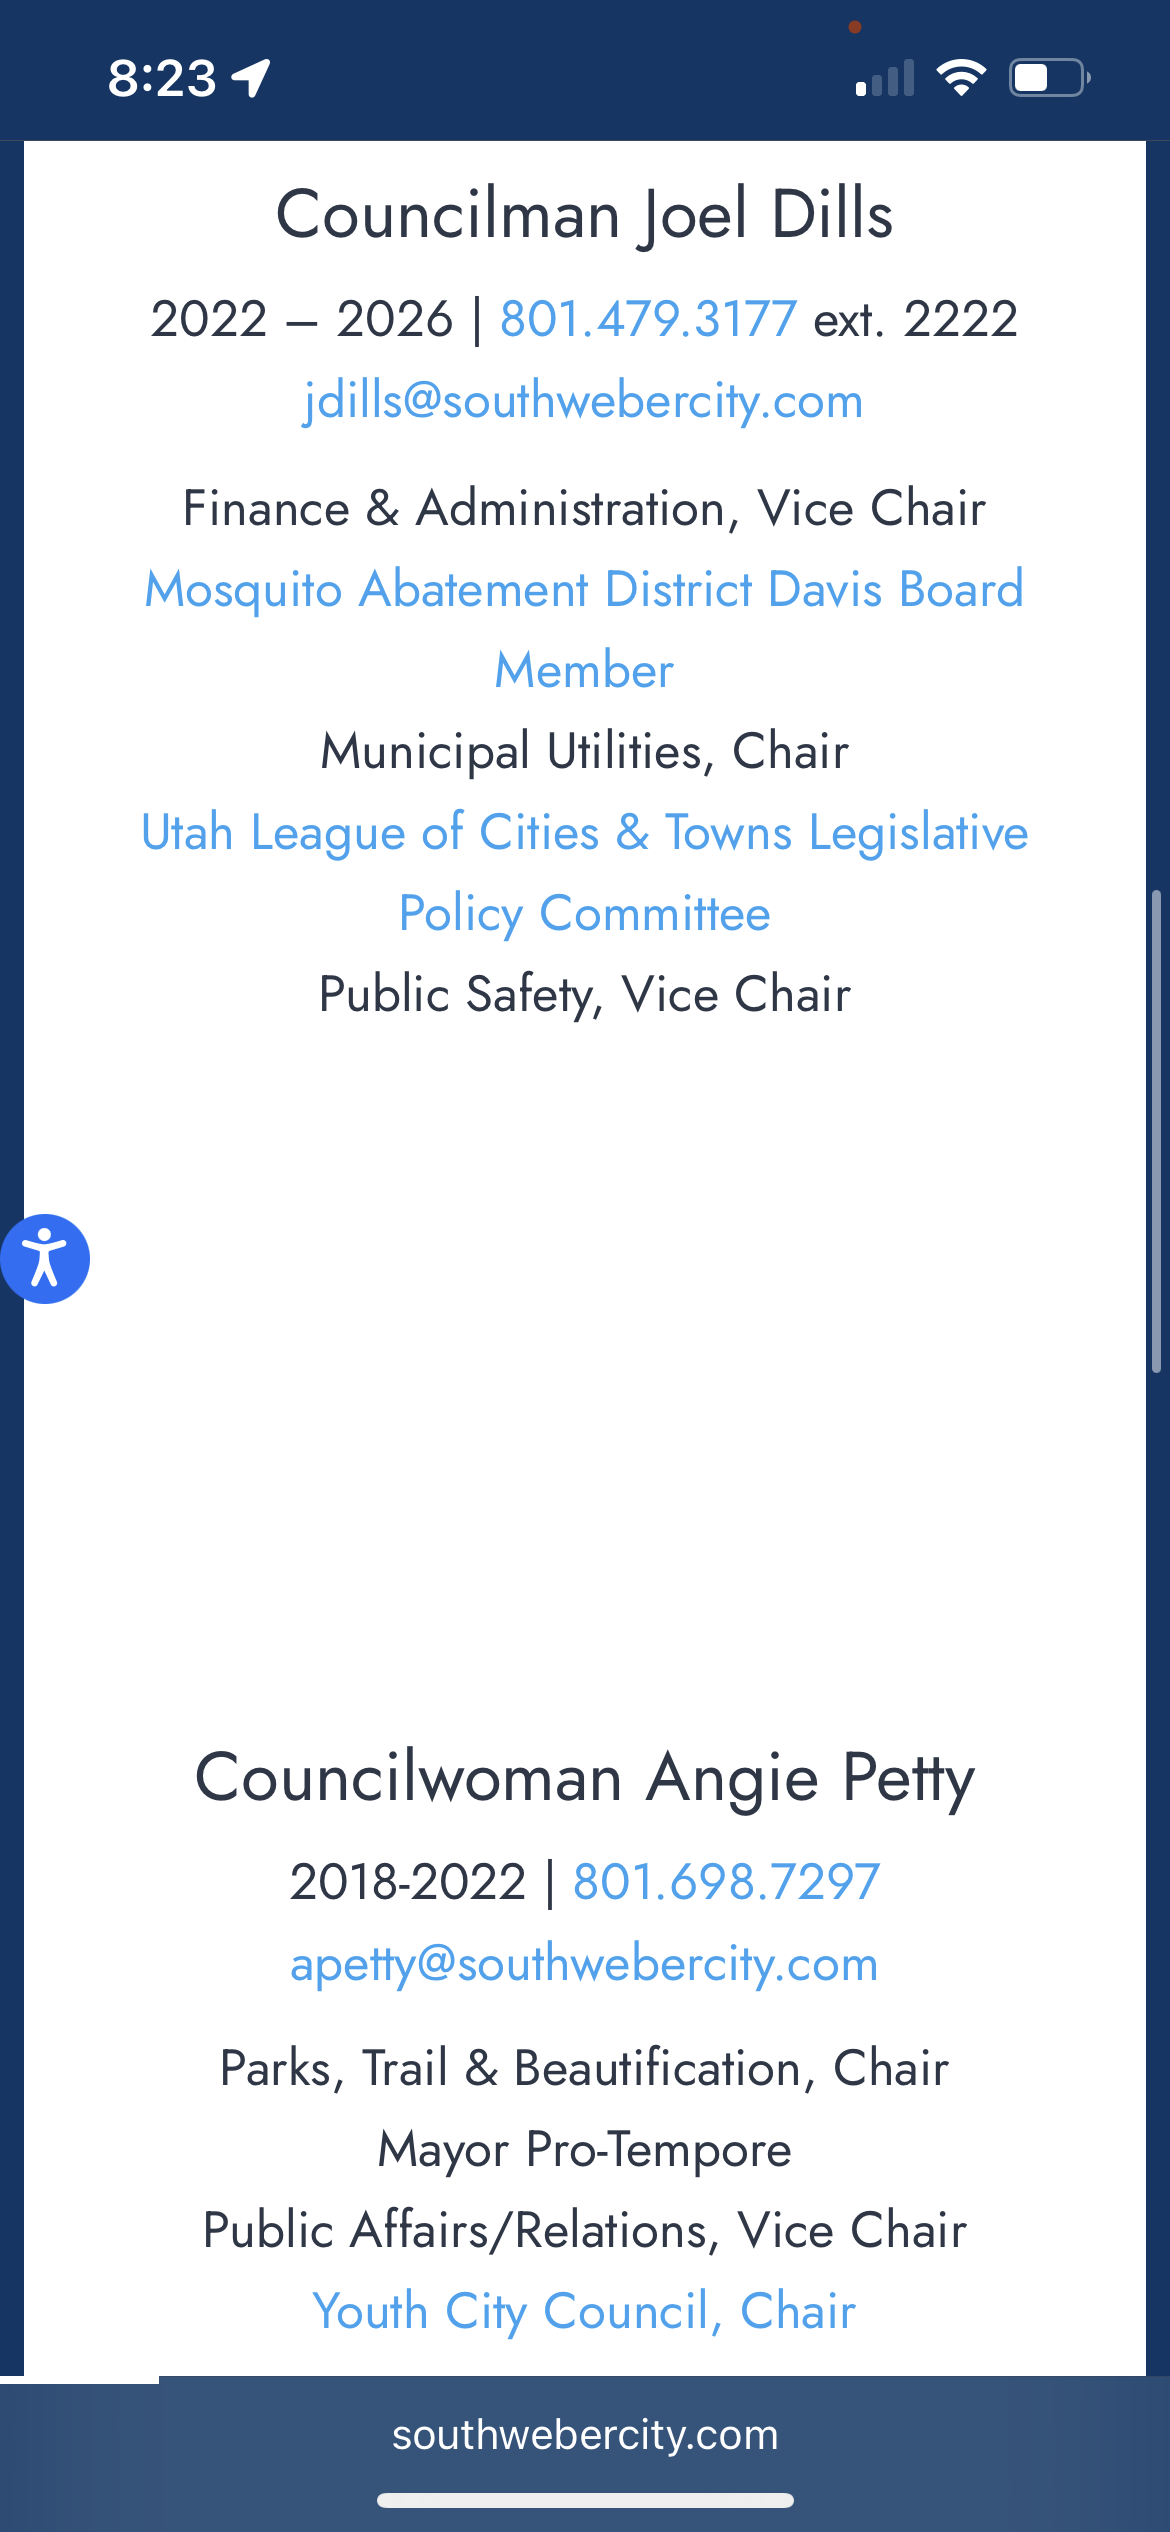 8:23
Councilman Joel Dills
2022 – 2026 | 801.479.3177 ext. 2222
jdills@southwebercity.com
Finance & Administration, Vice Chair
Mosquito Abatement District Davis Board
Member
Municipal Utilities, Chair
Utah League of Cities & Towns Legislative
Policy Committee
Public Safety, Vice Chair
Councilwoman Angie Petty
2018-2022 | 801.698.7297
apetty@southwebercity.com
Parks, Trail & Beautification, Chair
Mayor Pro-Tempore
Public Affairs/Relations, Vice Chair
Youth City Council, Chair
southwebercity.com